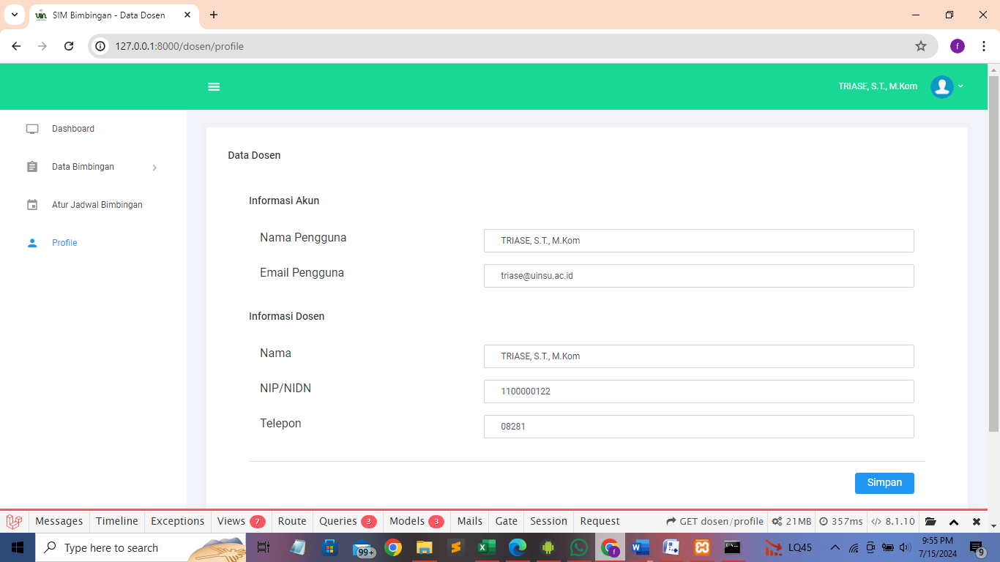 SIM Bimbingan - Data Dosen
127.0.0.1:8000/dosen/profile
f
TRIASE, S.T., M.Kom
Dashboard
Data Bimbingan
Atur Jadwal Bimbingan
Profile
Data Dosen
Informasi Akun
Nama Pengguna TRIASE, S.T., M.Kom
Email Pengguna triase@uinsu.ac.id
Informasi Dosen
Nama TRIASE, S.T., M.Kom
NIP/NIDN 1100000122
Telepon 08281
Simpan
Messages Timeline Exceptions Views 7 Route Queries 3 Models 3 Mails Gate Session Request GET dosen/profile 21MB 357ms 8.1.10
Type here to search 99+ f LQ45 9:55 PM
7/15/2024 9